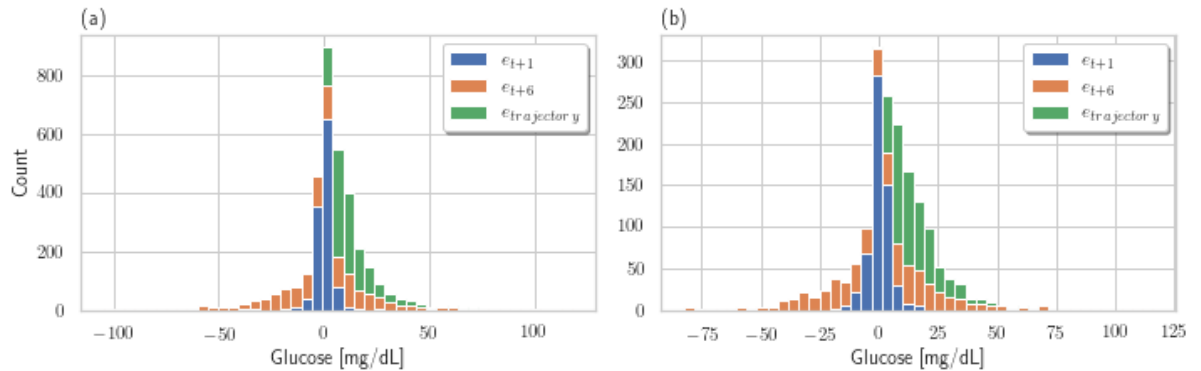 (a)
800
600
400
200
0
Count
−100
−50
0
50
100
Glucose [mg/dL]
e_{t+1}
e_{t+6}
e_{trajectory}
(b)
300
250
200
150
100
50
0
−75
−50
−25
0
25
50
75
100
125
Glucose [mg/dL]
e_{t+1}
e_{t+6}
e_{trajectory}